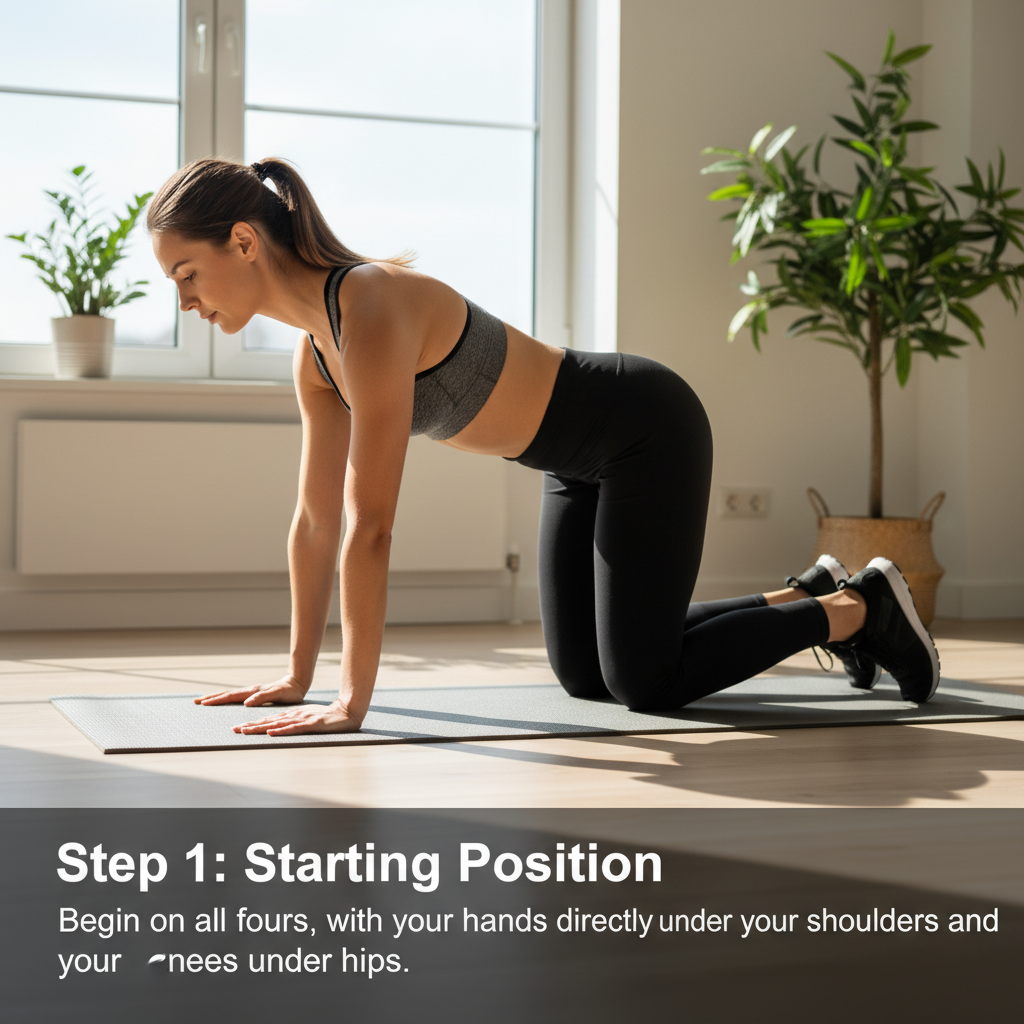 Step 1: Starting Position
Begin on all fours, with your hands directly under your shoulders and
your nees under hips.